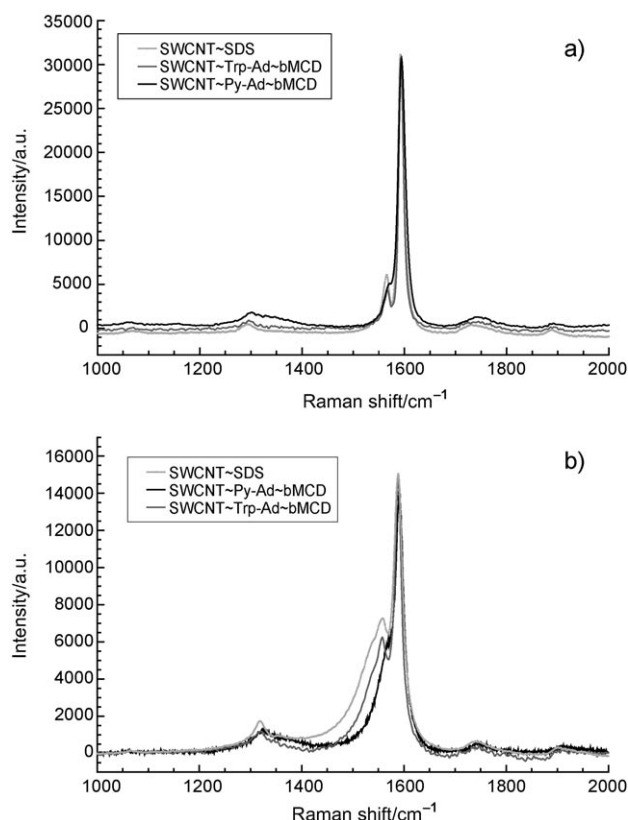 35000
30000
25000
20000
15000
10000
5000
0
SWCNT~SDS
SWCNT~Trp-Ad~bMCD
SWCNT~Py-Ad~bMCD
a)
Intensity/a.u.
1000 1200 1400 1600 1800 2000
Raman shift/cm⁻¹
16000
14000
12000
10000
8000
6000
4000
2000
0
SWCNT~SDS
SWCNT~Py-Ad~bMCD
SWCNT~Trp-Ad~bMCD
b)
Intensity/a.u.
1000 1200 1400 1600 1800 2000
Raman shift/cm⁻¹